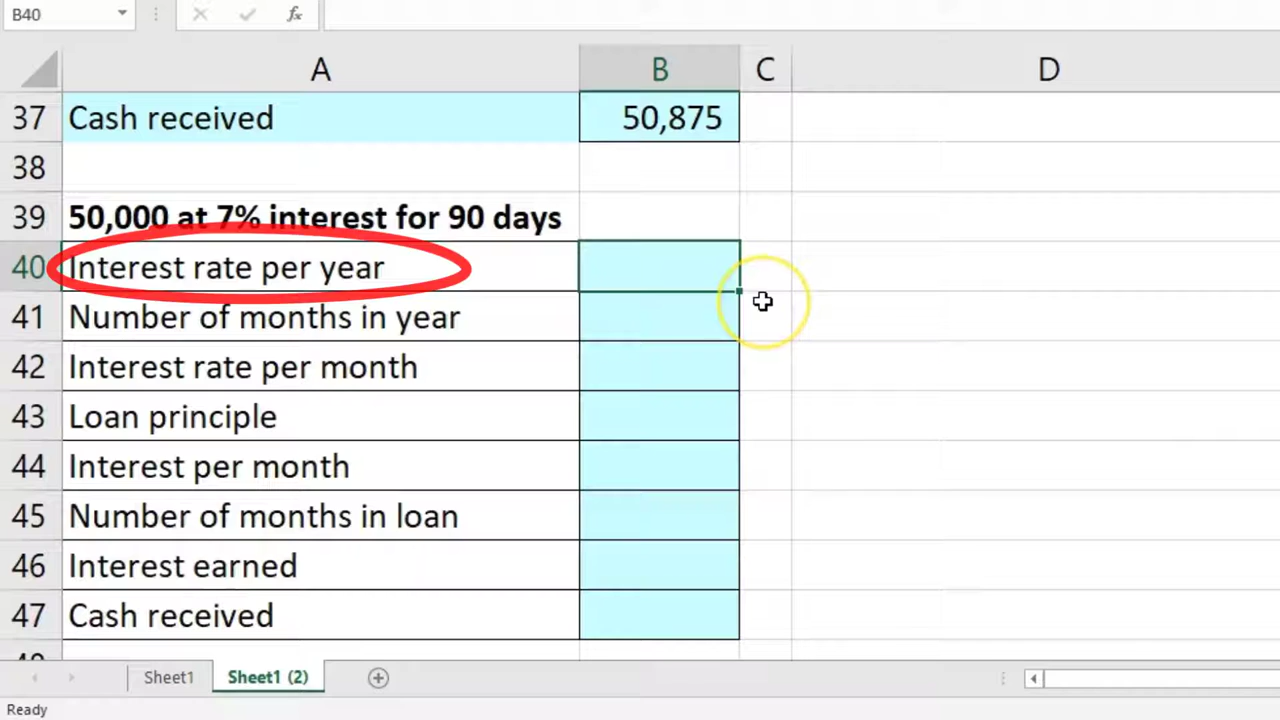 B40
fx
A B C D
37 Cash received 50,875
38
39 50,000 at 7% interest for 90 days
40 Interest rate per year
41 Number of months in year
42 Interest rate per month
43 Loan principle
44 Interest per month
45 Number of months in loan
46 Interest earned
47 Cash received
Sheet1 Sheet1 (2)
Ready